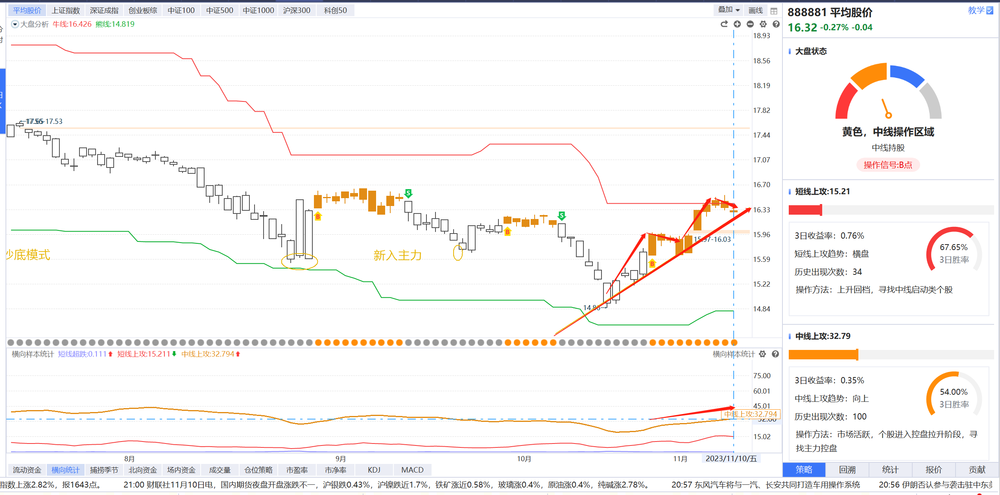 平均股价 上证指数 深证成指 创业板综 中证100 中证500 中证1000 沪深300 科创50 叠加 画线
大盘分析 牛线:16.426 熊线:14.819
18.93
18.56
18.19
17.82
17.44
17.07
16.70
16.33
15.96
15.59
15.22
14.84
-17.53
S
B
S
B
B
15.97-16.03
抄底模式
新入主力
14.86→
横向样本统计 短线超跌:0.111 短线上攻:15.211 中线上攻:32.794
横向样本统计
75.00
60.01
45.01
中线上攻:32.794
15.02
8月 9月 10月 11月 2023/11/10/五
流动资金 横向统计 捕捞季节 北向资金 场内资金 成交量 仓位策略 市盈率 市净率 KDJ MACD
888881 平均股价 教学
16.32 -0.27% -0.04
大盘状态
黄色，中线操作区域
中线持股
操作信号:B点
短线上攻:15.21
3日收益率：0.76%
短线上攻趋势：横盘
历史出现次数：34
67.65%
3日胜率
操作方法：上升回档，寻找中线启动类个股
中线上攻:32.79
3日收益率：0.35%
中线上攻趋势：向上
历史出现次数：100
54.00%
3日胜率
操作方法：市场活跃，个股进入控盘拉升阶段，寻
找主力控盘
策略 回溯 统计 报价 贡献
指数上涨2.82%，报1643点。 21:00 财联社11月10日电，国内期货夜盘开盘涨跌不一，沪银跌0.43%，沪镍跌近1.7%，铁矿涨近0.58%，玻璃涨0.4%，原油涨0.4%，纯碱涨2.78%。 20:57 东风汽车将与一汽、长安共同打造车用操作系统 20:56 伊朗否认参与袭击驻中东